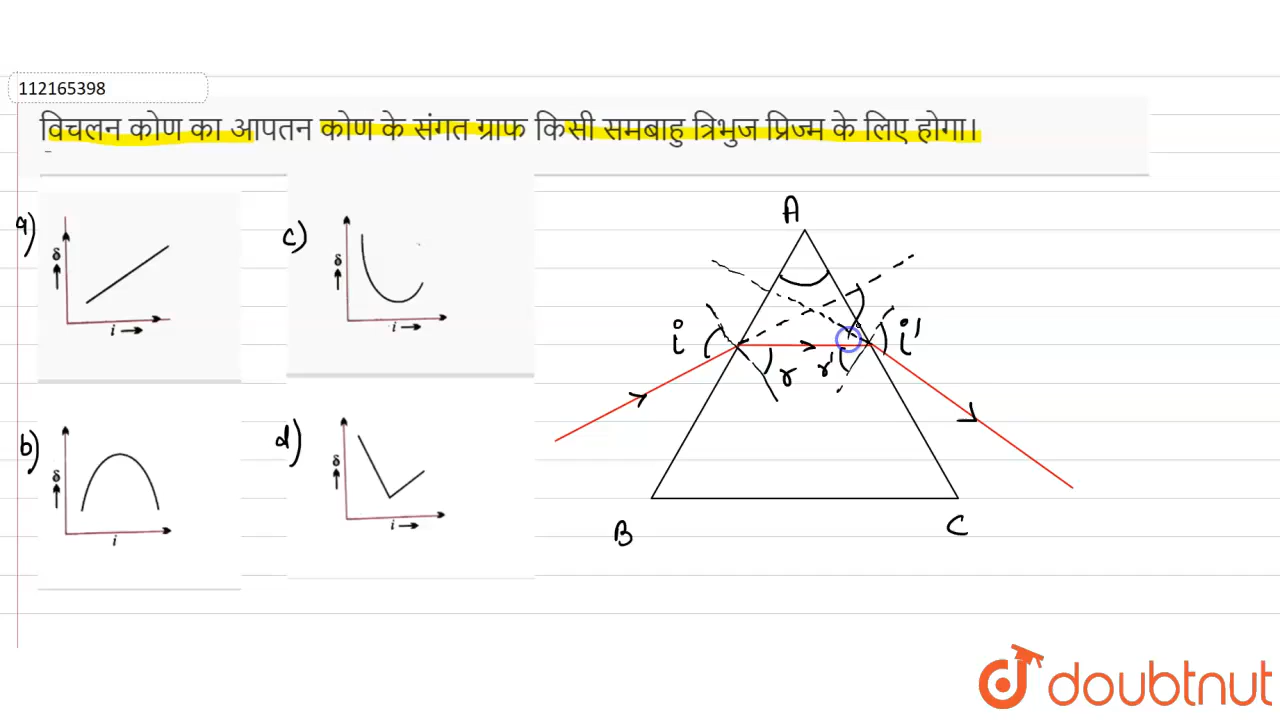 112165398
विचलन कोण का आपतन कोण के संगत ग्राफ किसी समबाहु त्रिभुज प्रिज्म के लिए होगा।
a)
δ
i
c)
δ
i
b)
δ
i
d)
δ
i
A
i
r
r'
i'
B
C
doubtnut